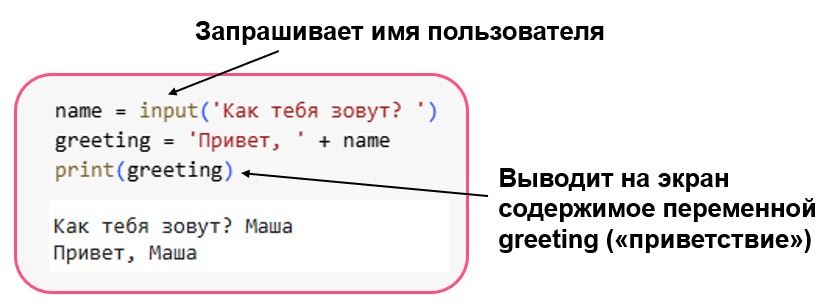 Запрашивает имя пользователя
name = input('Как тебя зовут? ')
greeting = 'Привет, ' + name
print(greeting)
Выводит на экран
содержимое переменной
greeting («приветствие»)
Как тебя зовут? Маша
Привет, Маша